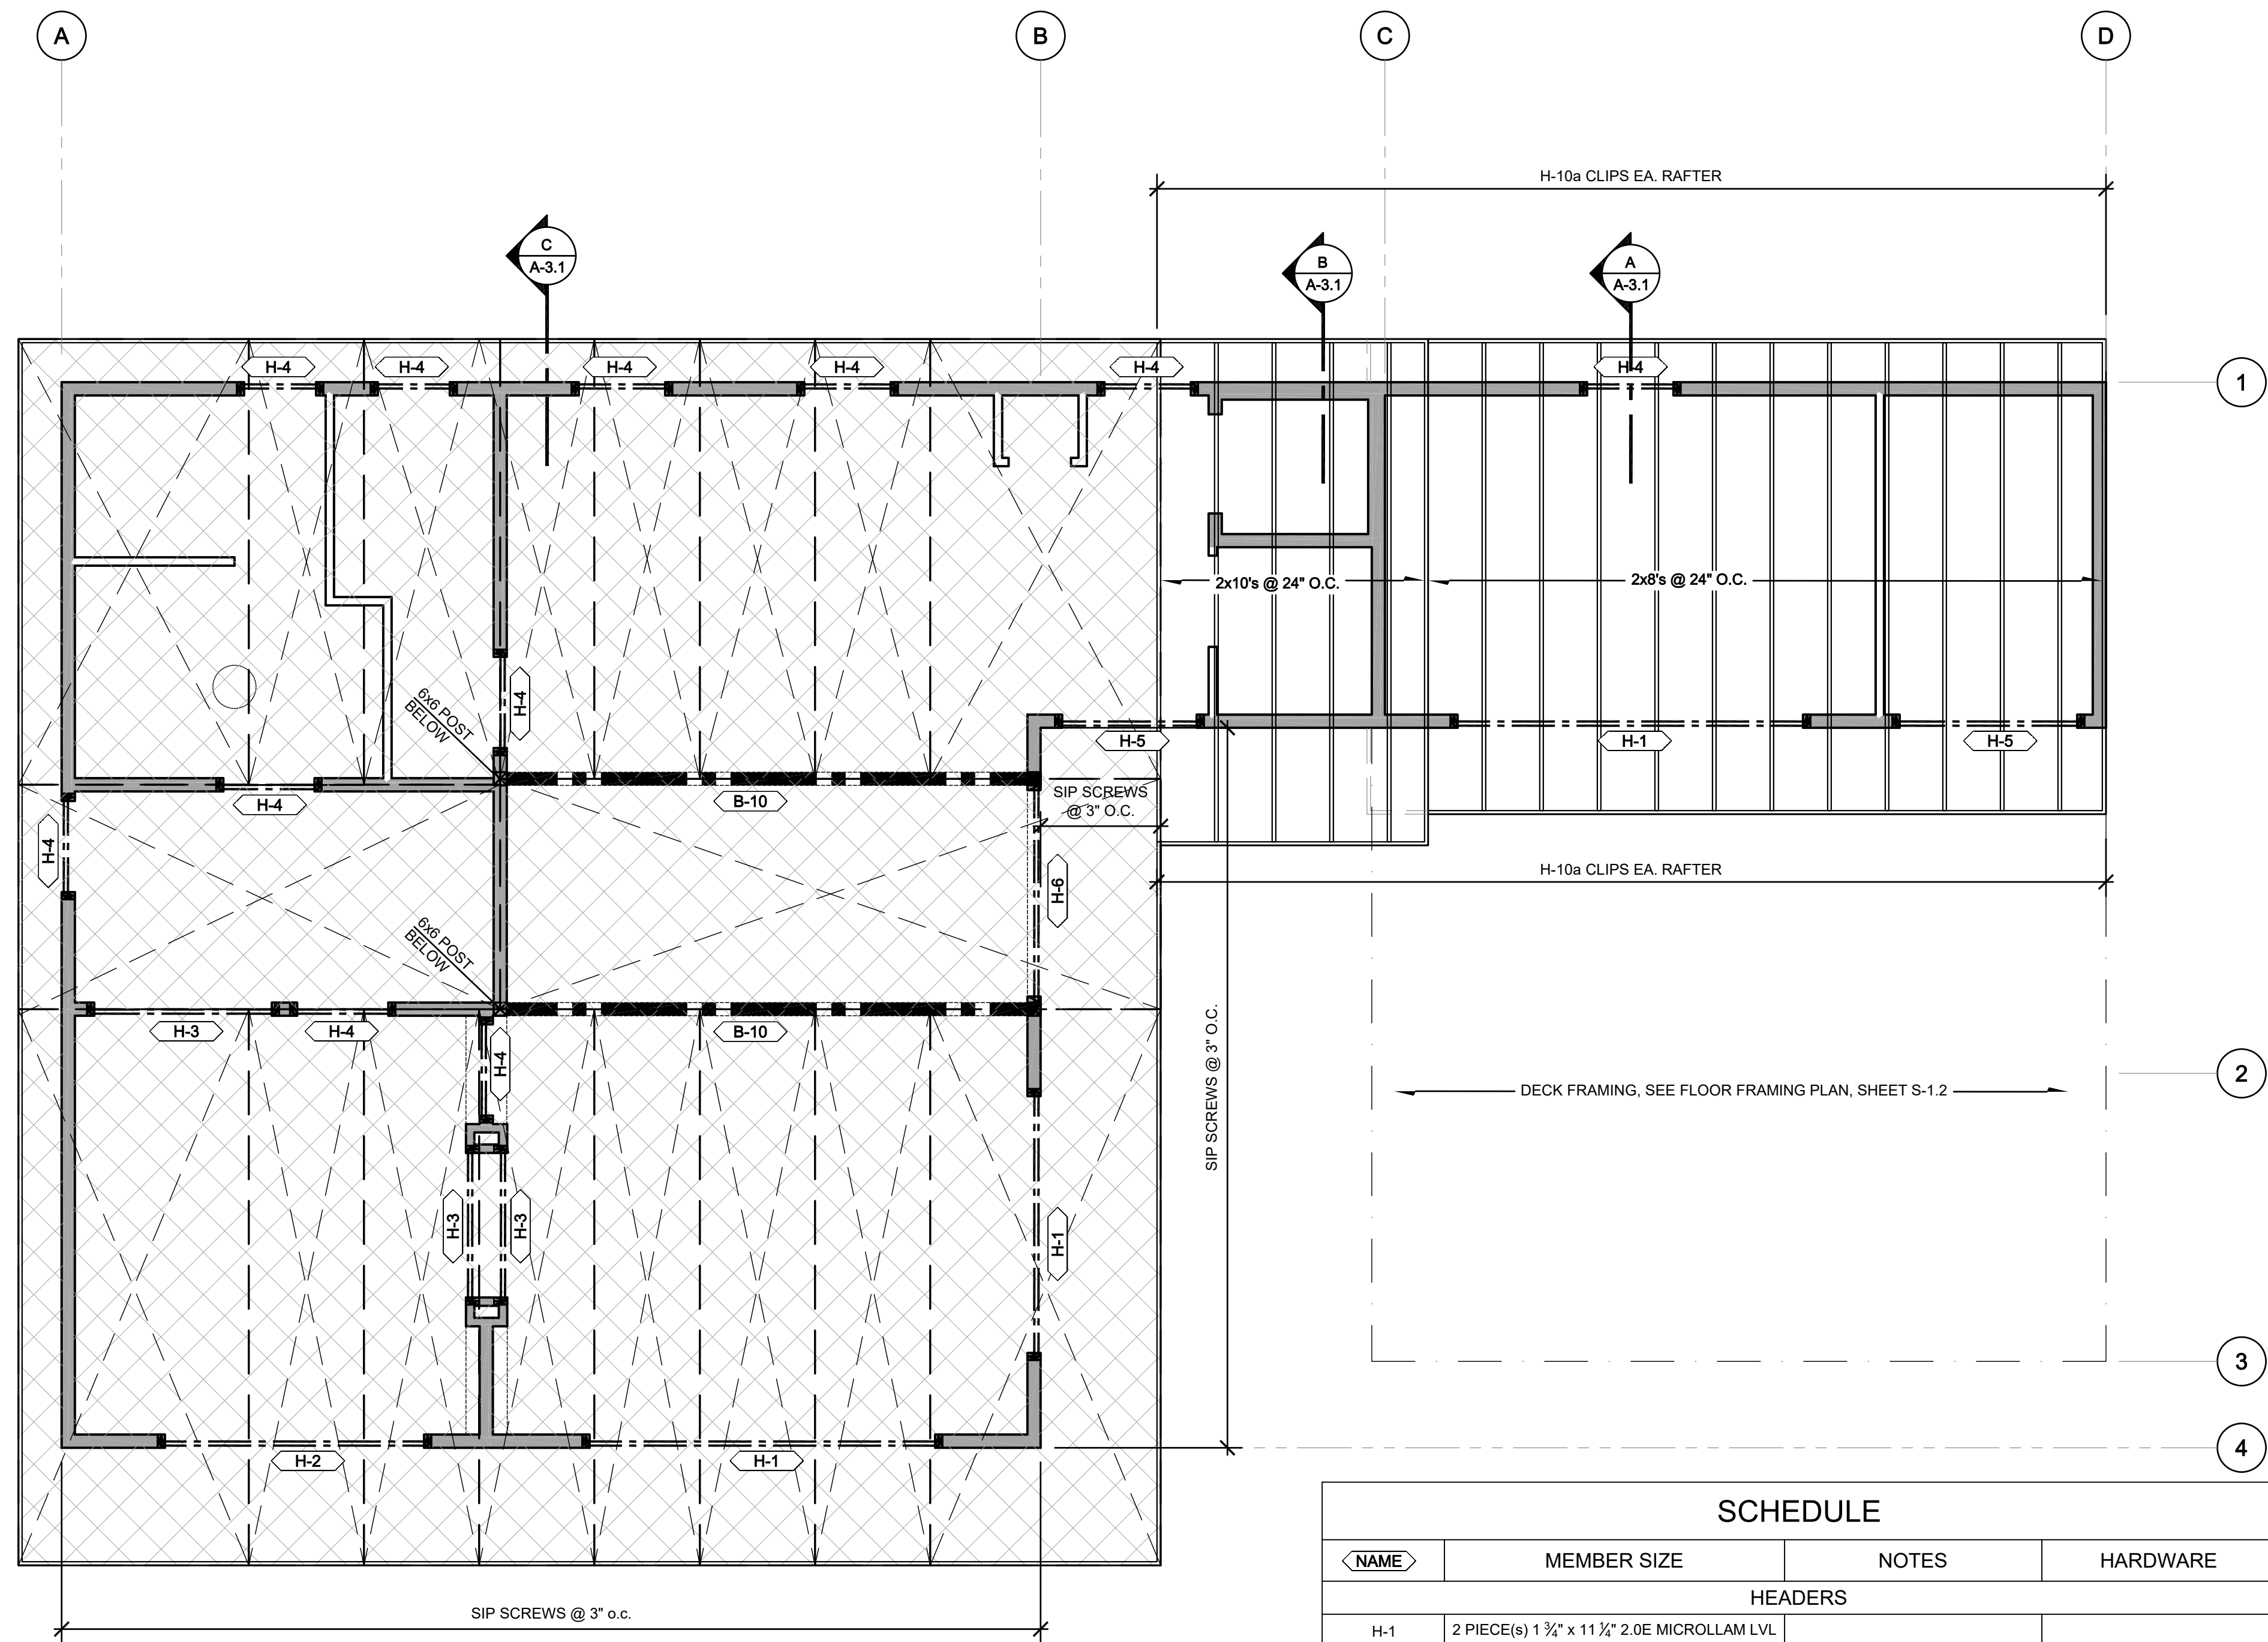 A
B
C
D
H-10a CLIPS EA. RAFTER
C
A-3.1
B
A-3.1
A
A-3.1
H-4
H-4
H-4
H-4
H-4
H-4
1
2x10's @ 24" O.C.
2x8's @ 24" O.C.
6x6 POST
BELOW
H-4
H-5
H-1
H-5
H-4
B-10
SIP SCREWS
@ 3" O.C.
H-4
H-6
H-10a CLIPS EA. RAFTER
6x6 POST
BELOW
H-3
H-4
H-4
B-10
SIP SCREWS @ 3" O.C.
DECK FRAMING, SEE FLOOR FRAMING PLAN, SHEET S-1.2
2
H-3
H-3
H-1
3
H-2
H-1
4
SCHEDULE
NAME MEMBER SIZE NOTES HARDWARE
HEADERS
H-1 2 PIECE(s) 1 ¾" x 11 ¼" 2.0E MICROLLAM LVL
SIP SCREWS @ 3" o.c.